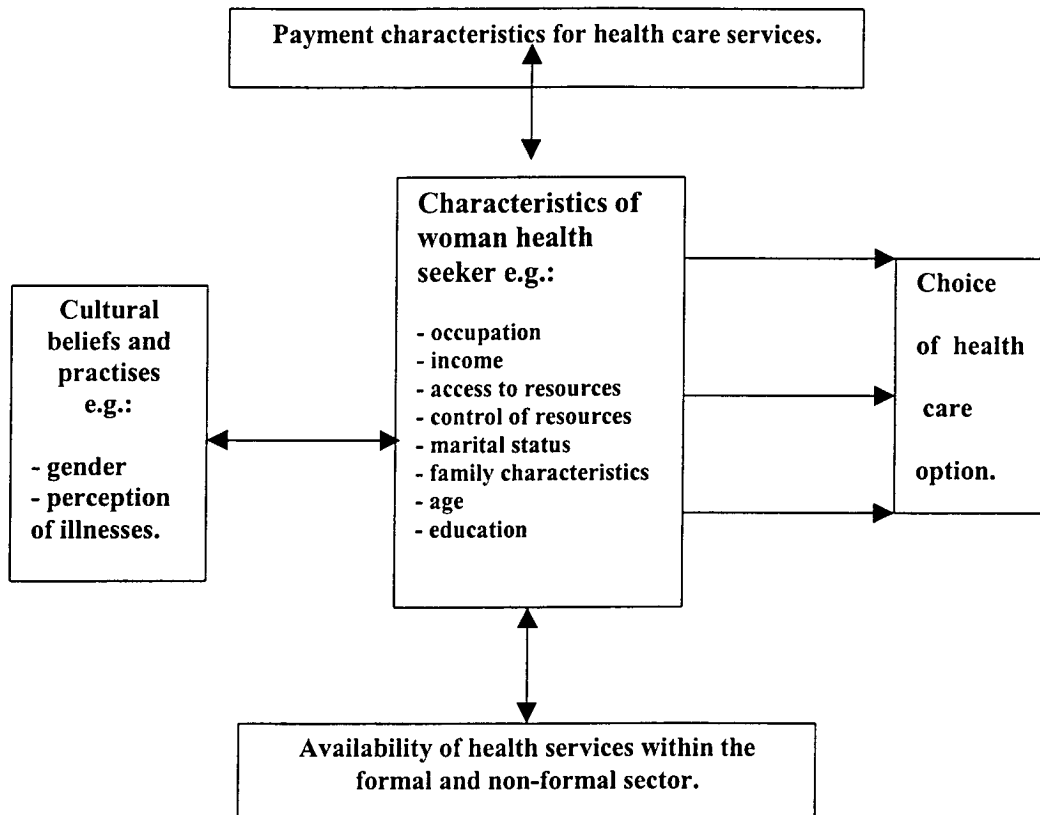 Payment characteristics for health care services.
Characteristics of
woman health
seeker e.g.:
- occupation
- income
- access to resources
- control of resources
- marital status
- family characteristics
- age
- education
Cultural
beliefs and
practises
e.g.:
- gender
- perception
of illnesses.
Choice
of health
care
option.
Availability of health services within the
formal and non-formal sector.